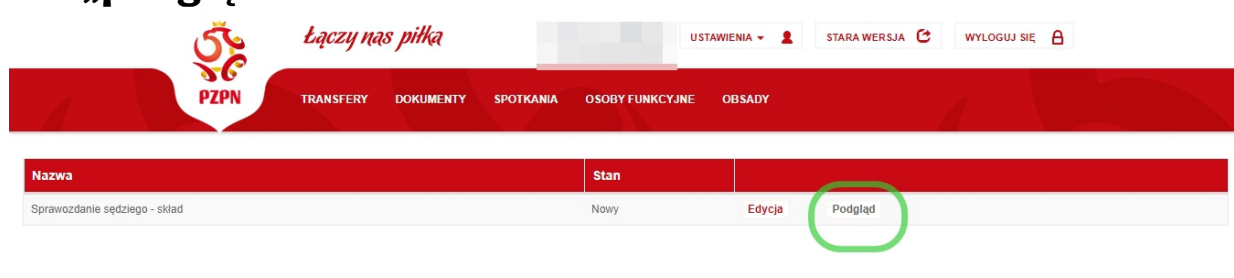 Łączy nas piłka
USTAWIENIA
STARA WERSJA
WYLOGUJ SIĘ
PZPN
TRANSFERY DOKUMENTY SPOTKANIA OSOBY FUNKCYJNE OBSADY
Nazwa Stan
Sprawozdanie sędziego - skład Nowy Edycja Podgląd